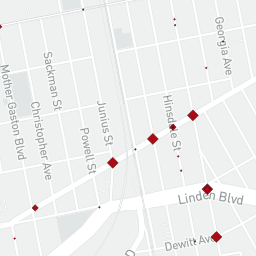 Georgia Ave
Sackman St
Mother Gaston Blvd
Christopher Ave
Junius St
Powell St
Hinsdale St
Linden Blvd
Dewitt Ave
D